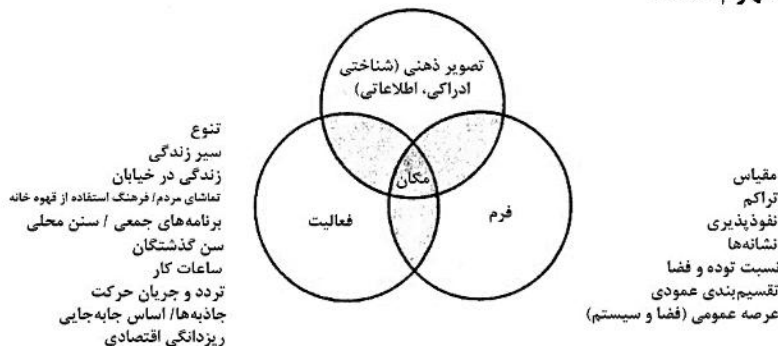 تصویر ذهنی (شناختی
ادراکی، اطلاعاتی)
مکان
فعالیت
فرم
مقیاس
تراکم
نفوذپذیری
نشانه‌ها
نسبت توده و فضا
تقسیم‌بندی عمودی
عرصه عمومی (فضا و سیستم)
تنوع
سیر زندگی
زندگی در خیابان
تماشای مردم/ فرهنگ استفاده از قهوه خانه
برنامه‌های جمعی / سنن محلی
سن گذشتگان
ساعات کار
تردد و جریان حرکت
جاذبه‌ها/ اساس جابه‌جایی
ریزدانگی اقتصادی